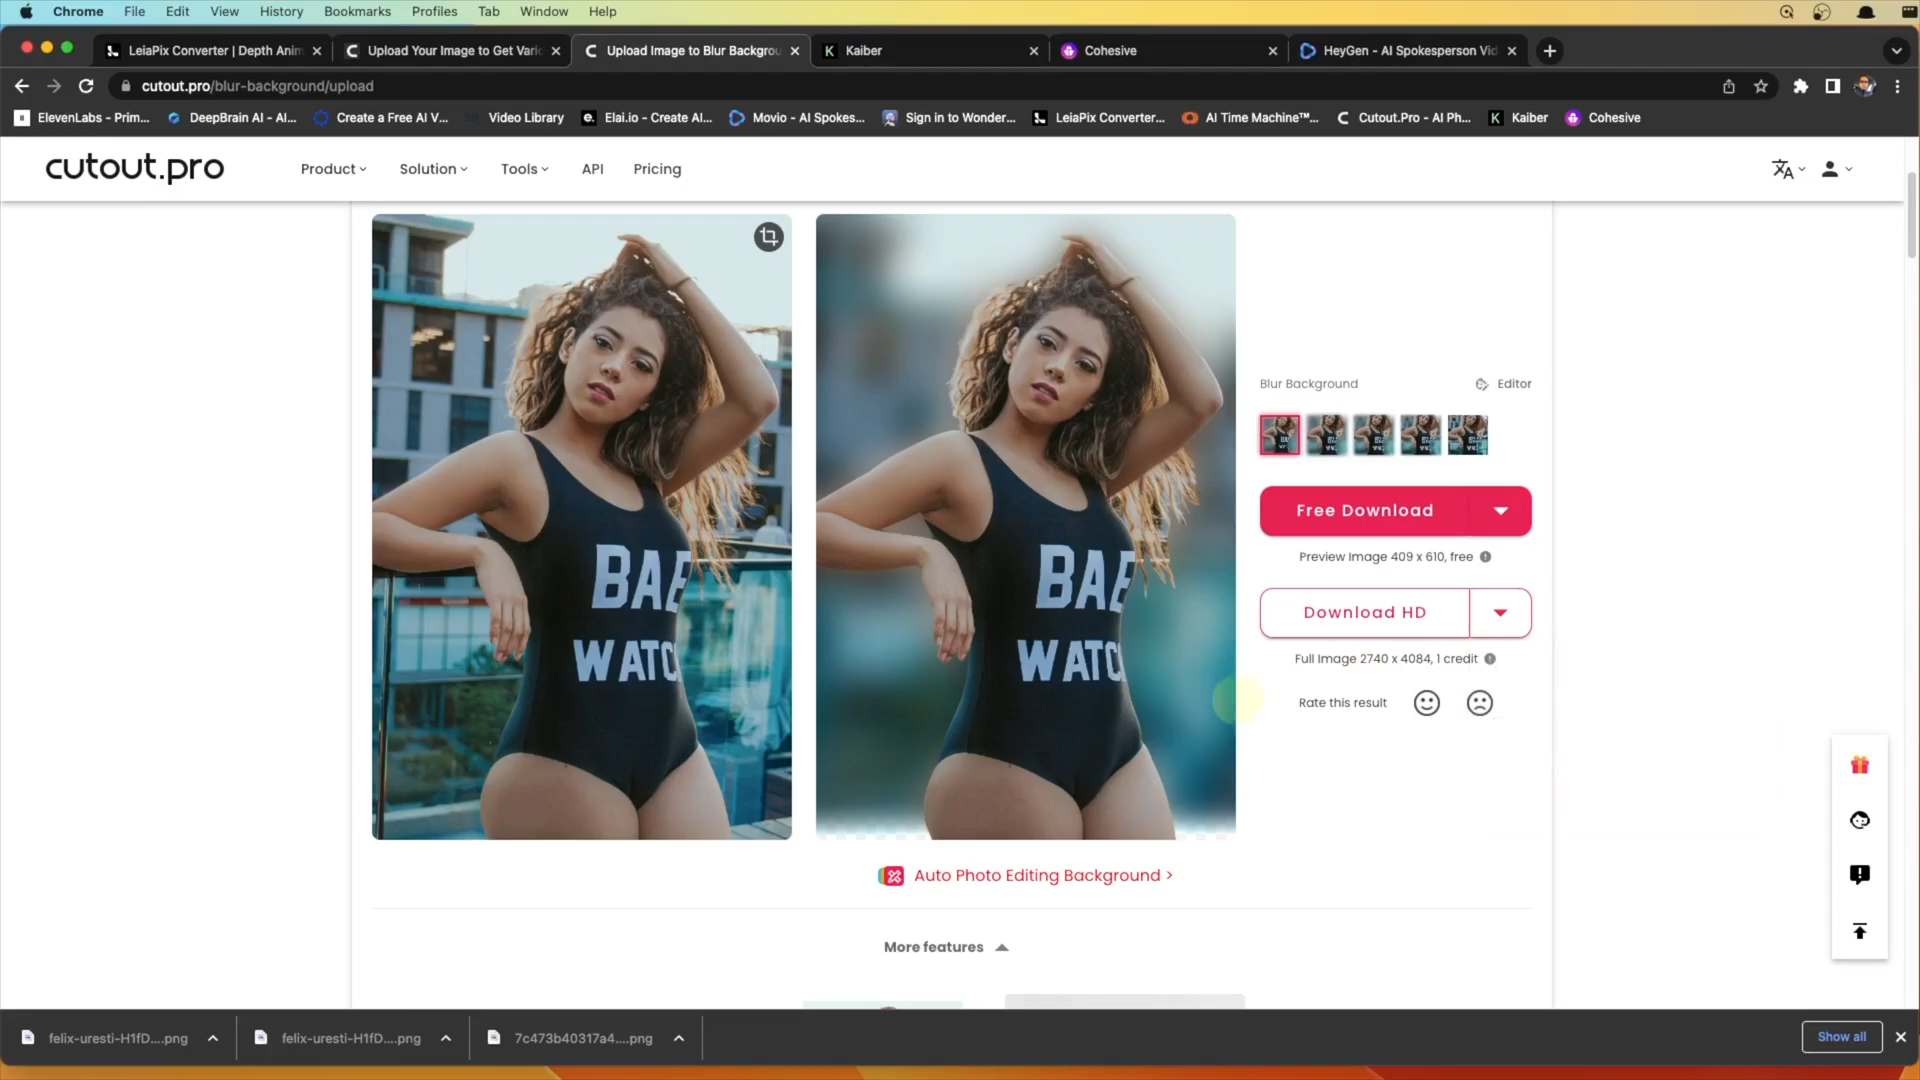 Chrome File Edit View History Bookmarks Profiles Tab Window Help
LeiaPix Converter | Depth Anim
Upload Your Image to Get Vario
Upload Image to Blur Backgrou
Kaiber
Cohesive
HeyGen - AI Spokesperson Vid
cutout.pro/blur-background/upload
ElevenLabs - Prim...
DeepBrain AI - AI...
Create a Free AI V...
Video Library
Elai.io - Create AI...
Movio - AI Spokes...
Sign in to Wonder...
LeiaPix Converter...
AI Time Machine™...
Cutout.Pro - AI Ph...
Kaiber
Cohesive
cutout.pro
Product
Solution
Tools
API
Pricing
BAE
WATC
BAE
WATC
Blur Background
Editor
Free Download
Preview Image 409 x 610, free
Download HD
Full Image 2740 x 4084, 1 credit
Rate this result
Auto Photo Editing Background >
More features
felix-uresti-H1fD....png
felix-uresti-H1fD....png
7c473b40317a4....png
Show all